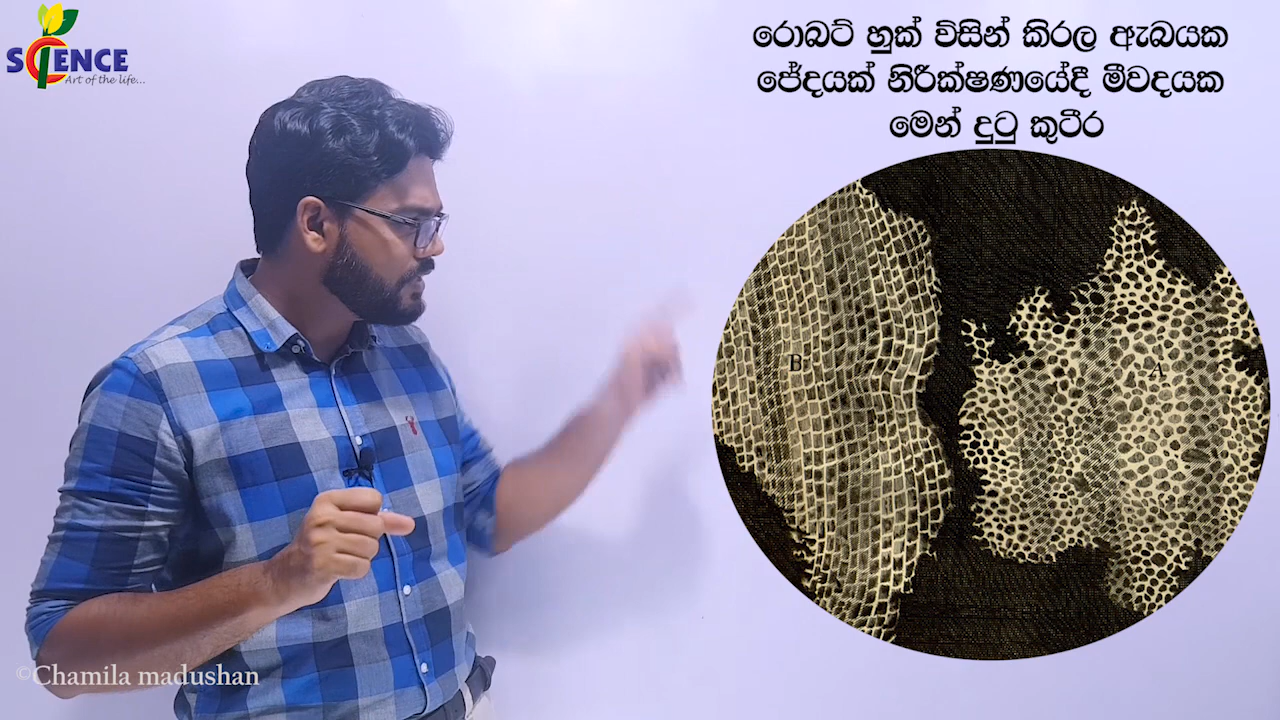 SCIENCE
Art of the life...
රොබට් හුක් විසින් කිරල ඇබයක
ඡේදයක් නිරීක්ෂණයේදී මීවදයක
මෙන් දුටු කුටීර
B
A
©Chamila madushan